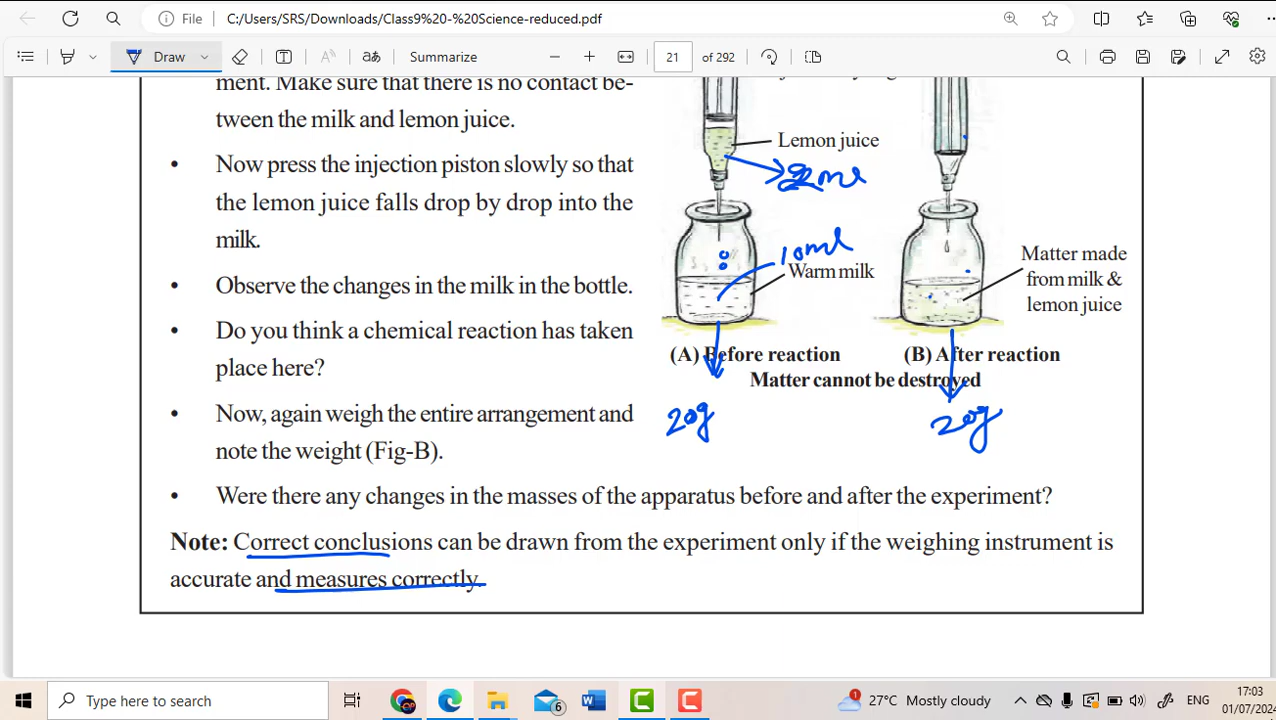 File
C:/Users/SRS/Downloads/Class9%20-%20Science-reduced.pdf
Draw
aあ
Summarize
21
of 292
ment. Make sure that there is no contact be-
tween the milk and lemon juice.
• Now press the injection piston slowly so that
the lemon juice falls drop by drop into the
milk.
• Observe the changes in the milk in the bottle.
• Do you think a chemical reaction has taken
place here?
• Now, again weigh the entire arrangement and
note the weight (Fig-B).
Lemon juice
ml
10ml
Warm milk
Matter made
from milk &
lemon juice
(A) Before reaction
(B) After reaction
Matter cannot be destroyed
20g
20g
• Were there any changes in the masses of the apparatus before and after the experiment?
Note: Correct conclusions can be drawn from the experiment only if the weighing instrument is
accurate and measures correctly.
Type here to search
6
1
27°C Mostly cloudy
ENG
17:03
01/07/2024